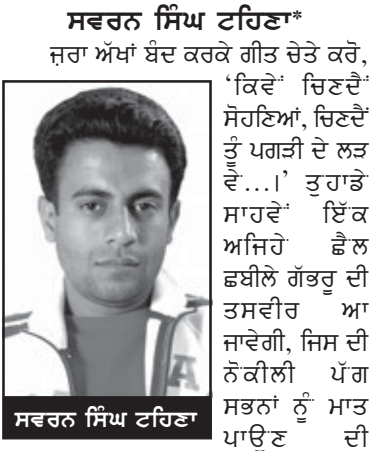 ਸਵਰਨ ਸਿੰਘ ਟਹਿਣਾ*
ਜ਼ਰਾ ਅੱਖਾਂ ਬੰਦ ਕਰਕੇ ਗੀਤ ਚੇਤੇ ਕਰੋ,
‘ਕਿਵੇਂ ਚਿਣਦੈਂ
ਸੋਹਣਿਆਂ, ਚਿਣਦੈਂ
ਤੂੰ ਪਗੜੀ ਦੇ ਲੜ
ਵੇ...।’ ਤੁਹਾਡੇ
ਸਾਹਵੇਂ ਇੱਕ
ਅਜਿਹੇ ਛੈਲ
ਛਬੀਲੇ ਗੱਭਰੂ ਦੀ
ਤਸਵੀਰ ਆ
ਜਾਵੇਗੀ, ਜਿਸ ਦੀ
ਨੋਕੀਲੀ ਪੱਗ
ਸਭਨਾਂ ਨੂੰ ਮਾਤ
ਪਾਉਣ ਦੀ
ਸਵਰਨ ਸਿੰਘ ਟਹਿਣਾ